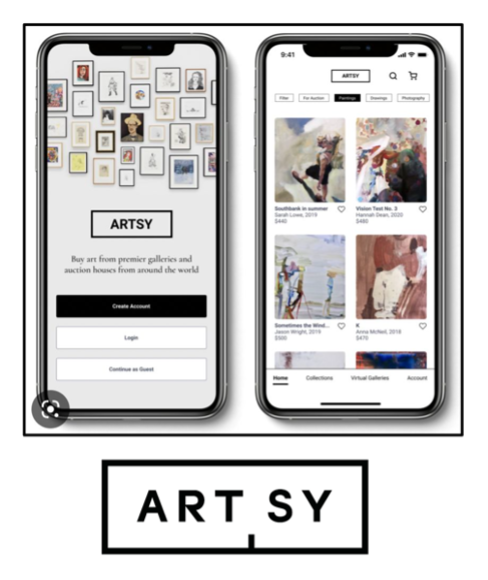 ARTSY
Buy art from premier galleries and
auction houses from around the world
Create Account
Login
Continue as Guest
9:41
ARTSY
Filter For Auction Paintings Drawings Photography
Southbank in summer
Sarah Lowe, 2019
$440
Vision Test No. 3
Hannah Dean, 2020
$480
Sometimes the Wind...
Jason Wright, 2019
$500
K
Anna McNeil, 2018
$470
Home Collections Virtual Galleries Account
ART SY